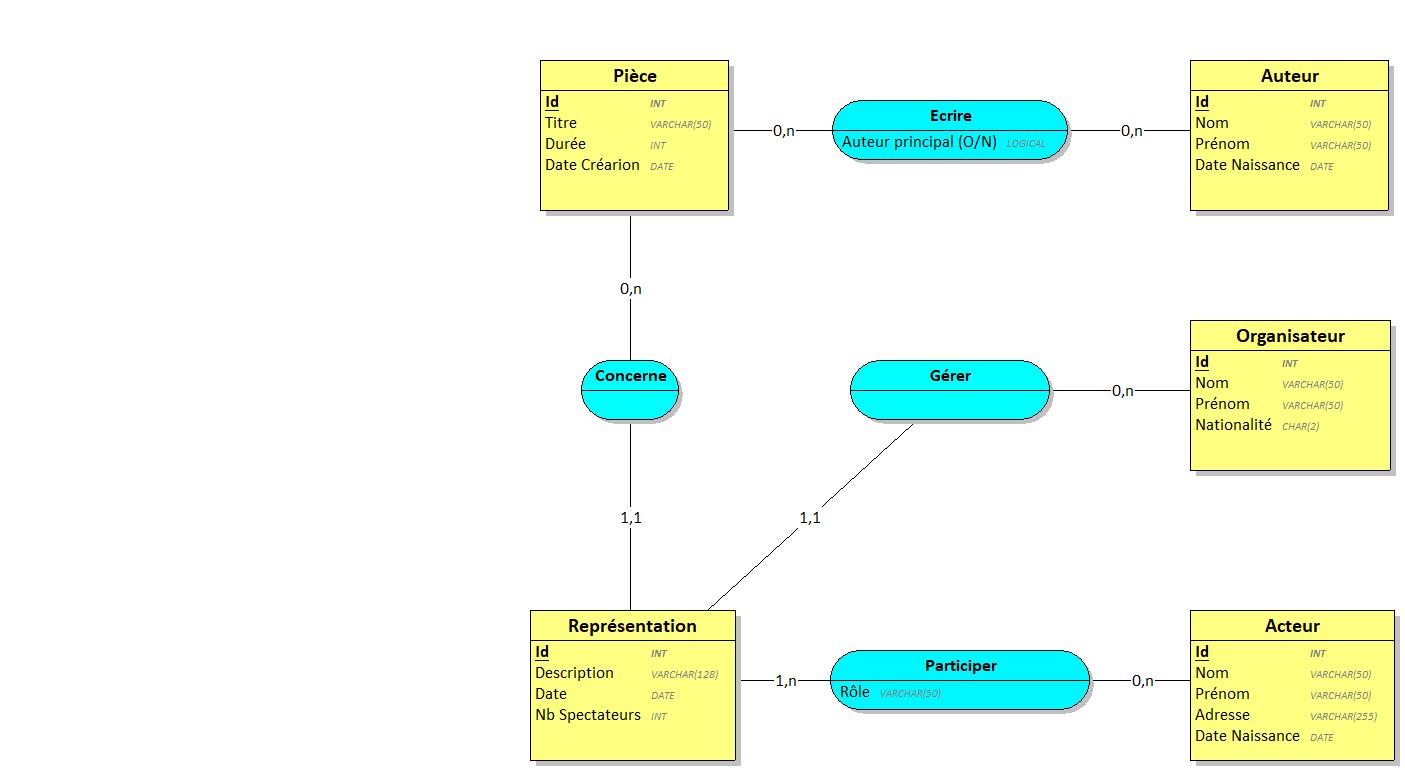 Pièce
Id INT
Titre VARCHAR(50)
Durée INT
Date Créarion DATE
0,n
Ecrire
Auteur principal (O/N) LOGICAL
0,n
Auteur
Id INT
Nom VARCHAR(50)
Prénom VARCHAR(50)
Date Naissance DATE
0,n
Concerne
1,1
Gérer
0,n
1,1
Organisateur
Id INT
Nom VARCHAR(50)
Prénom VARCHAR(50)
Nationalité CHAR(2)
Représentation
Id INT
Description VARCHAR(128)
Date DATE
Nb Spectateurs INT
1,n
Participer
Rôle VARCHAR(50)
0,n
Acteur
Id INT
Nom VARCHAR(50)
Prénom VARCHAR(50)
Adresse VARCHAR(255)
Date Naissance DATE